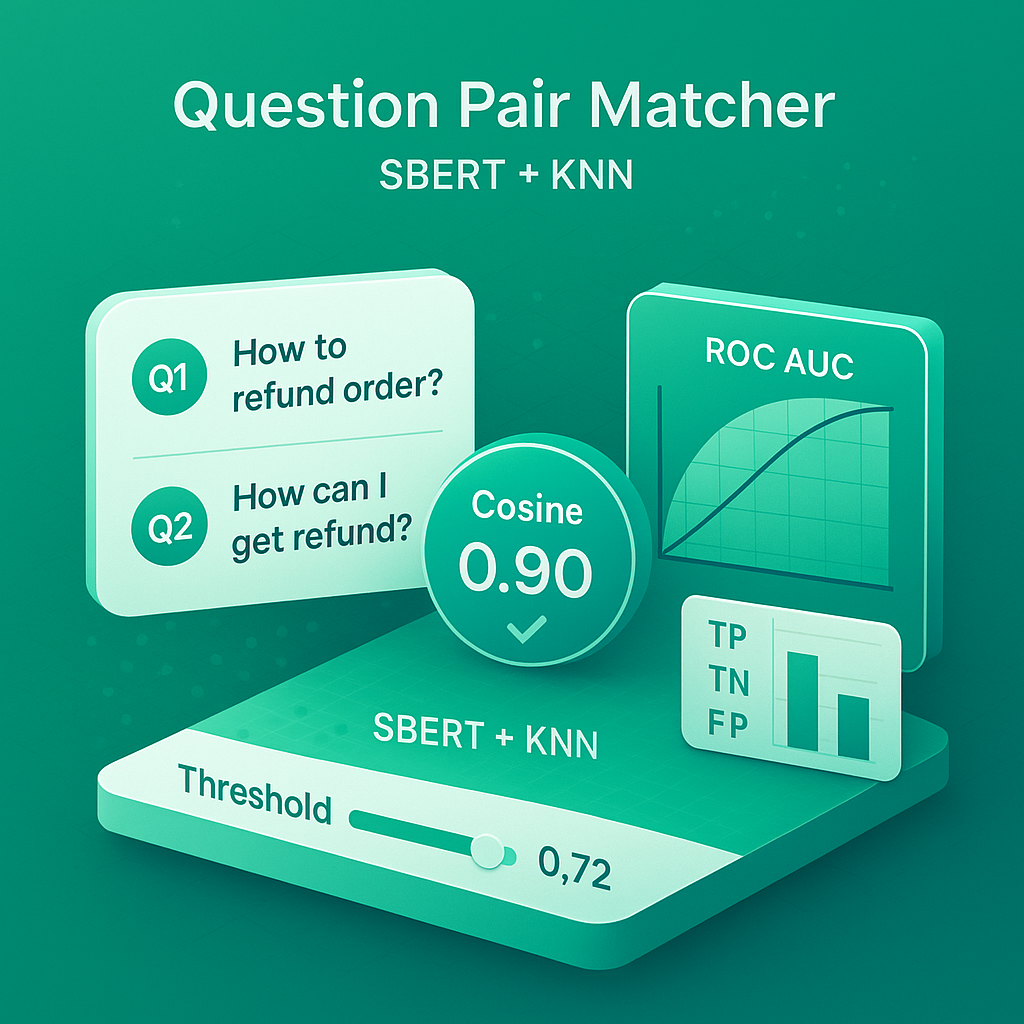 Question Pair Matcher
SBERT + KNN
Q1
How to
refund order?
Q2
How can I
get refund?
Cosine
0.90
ROC AUC
TP
TN
FP
SBERT + KNN
Threshold
0,72